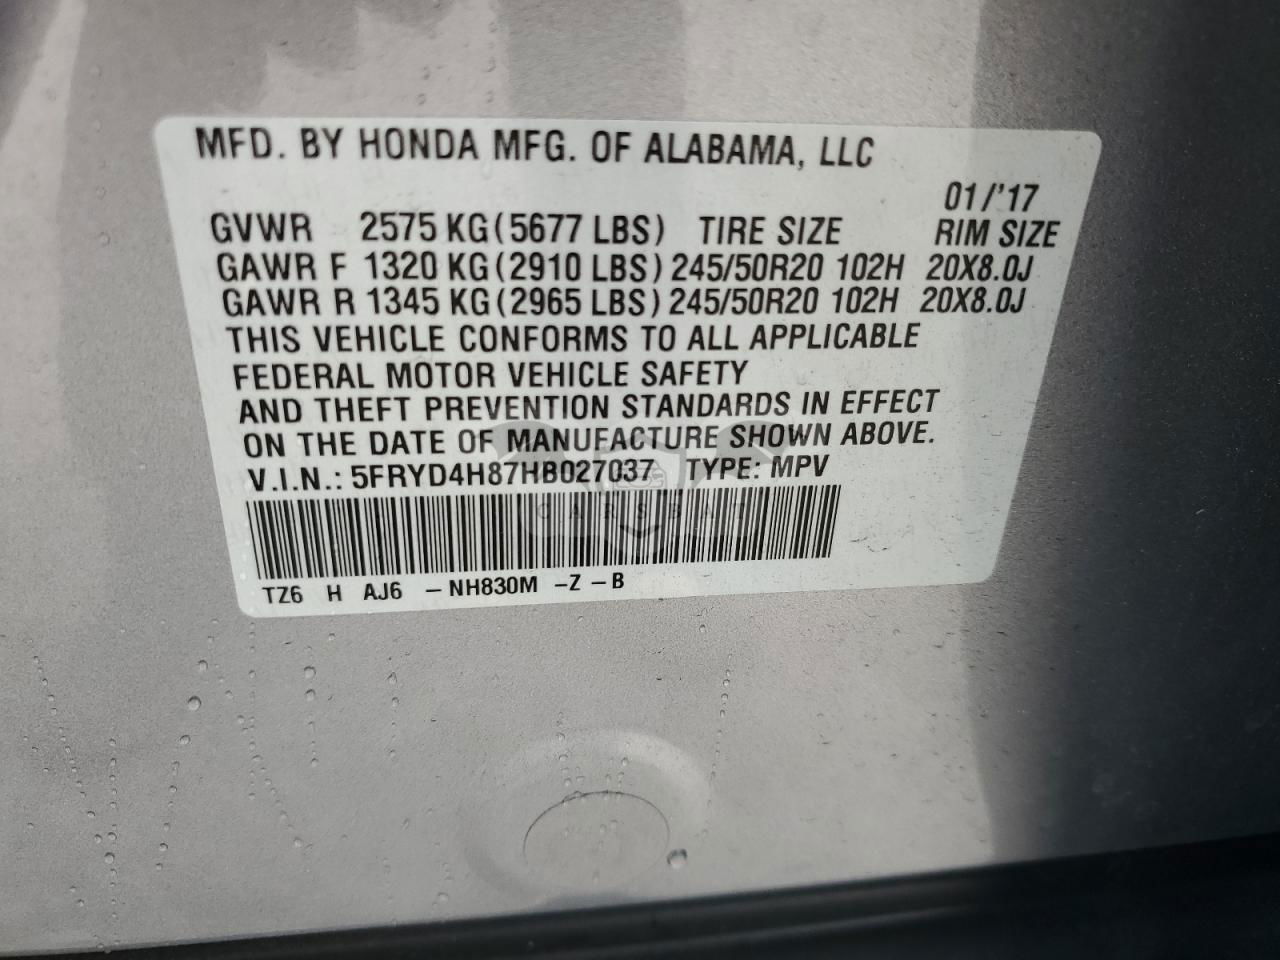 MFD. BY HONDA MFG. OF ALABAMA, LLC
01/'17
GVWR 2575 KG (5677 LBS) TIRE SIZE RIM SIZE
GAWR F 1320 KG (2910 LBS) 245/50R20 102H 20X8.0J
GAWR R 1345 KG (2965 LBS) 245/50R20 102H 20X8.0J
THIS VEHICLE CONFORMS TO ALL APPLICABLE
FEDERAL MOTOR VEHICLE SAFETY
AND THEFT PREVENTION STANDARDS IN EFFECT
ON THE DATE OF MANUFACTURE SHOWN ABOVE.
V.I.N.: 5FRYD4H87HB027037 TYPE: MPV
CARSBAT
TZ6 H AJ6 – NH830M –Z – B